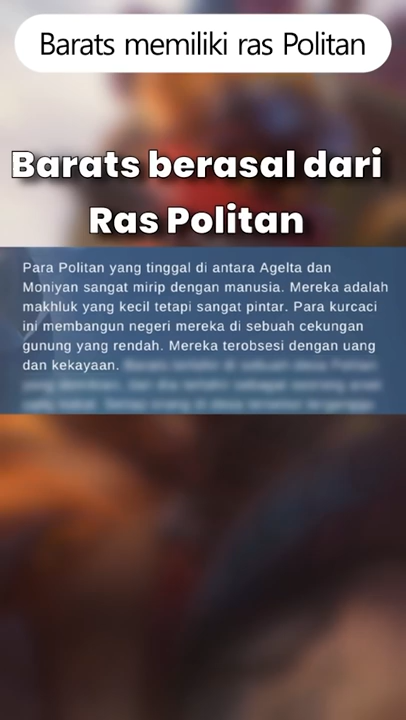 Barats memiliki ras Politan
Barats berasal dari
Ras Politan
Para Politan yang tinggal di antara Agelta dan
Moniyan sangat mirip dengan manusia. Mereka adalah
makhluk yang kecil tetapi sangat pintar. Para kurcaci
ini membangun negeri mereka di sebuah cekungan
gunung yang rendah. Mereka terobsesi dengan uang
dan kekayaan.